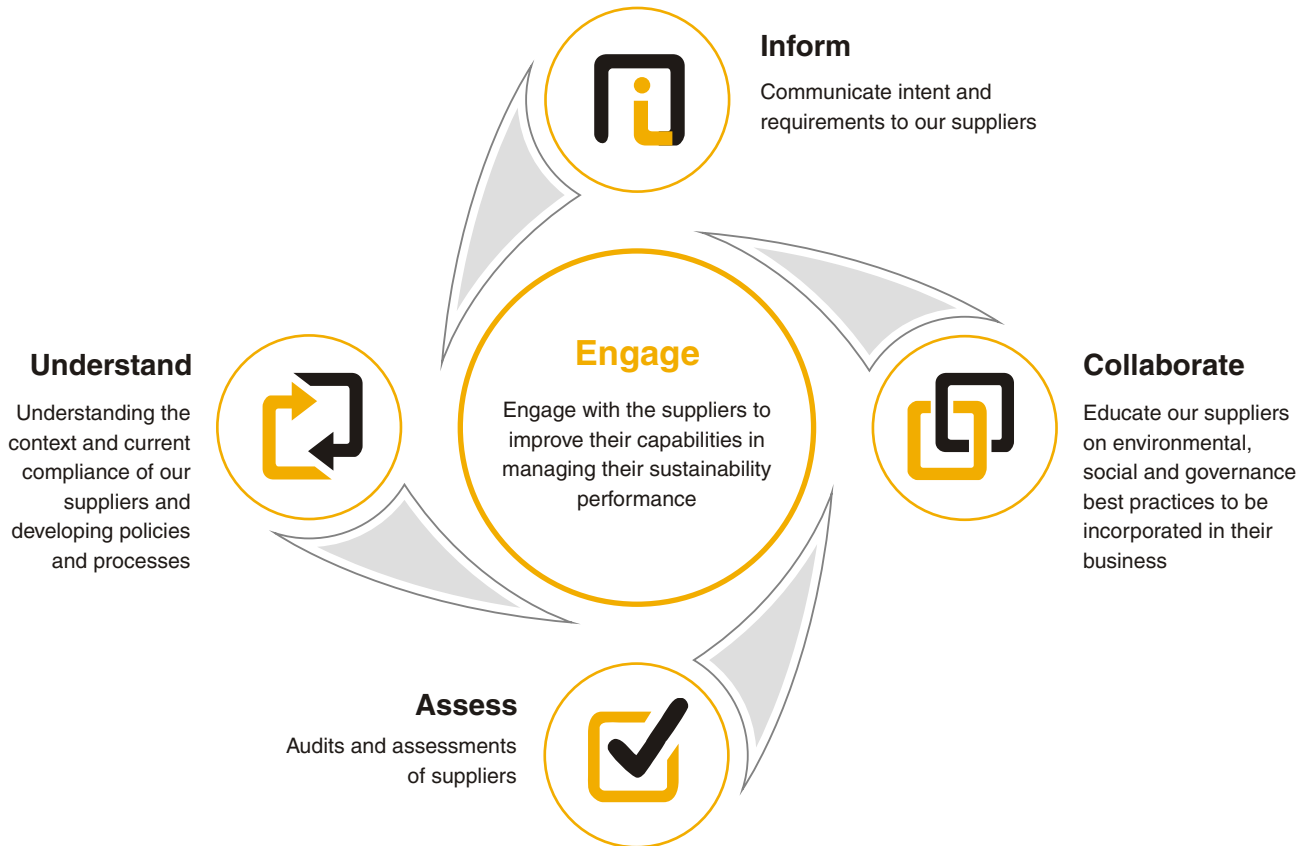 Inform
Communicate intent and
requirements to our suppliers
Understand
Understanding the
context and current
compliance of our
suppliers and
developing policies
and processes
Engage
Engage with the suppliers to
improve their capabilities in
managing their sustainability
performance
Collaborate
Educate our suppliers
on environmental,
social and governance
best practices to be
incorporated in their
business
Assess
Audits and assessments
of suppliers